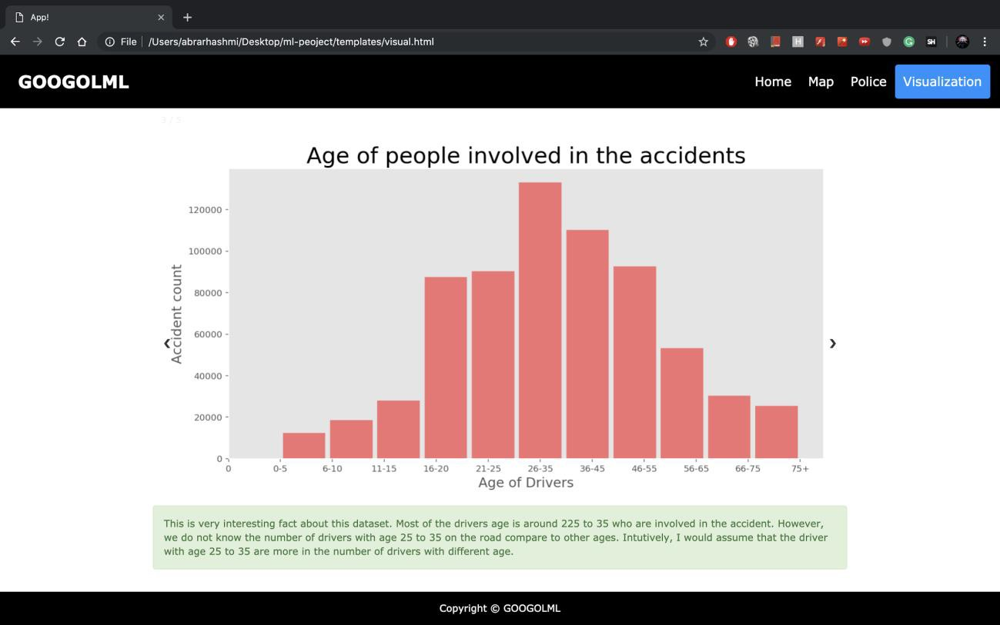 App!
File
/Users/abrarhashmi/Desktop/ml-peoject/templates/visual.html
H
SH
GOOGOLML
Home
Map
Police
Visualization
3 / 5
Age of people involved in the accidents
Accident count
120000
100000
80000
60000
40000
20000
0
0
0-5
6-10
11-15
16-20
21-25
26-35
36-45
46-55
56-65
66-75
75+
Age of Drivers
This is very interesting fact about this dataset. Most of the drivers age is around 225 to 35 who are involved in the accident. However,
we do not know the number of drivers with age 25 to 35 on the road compare to other ages. Intutively, I would assume that the driver
with age 25 to 35 are more in the number of drivers with different age.
Copyright © GOOGOLML